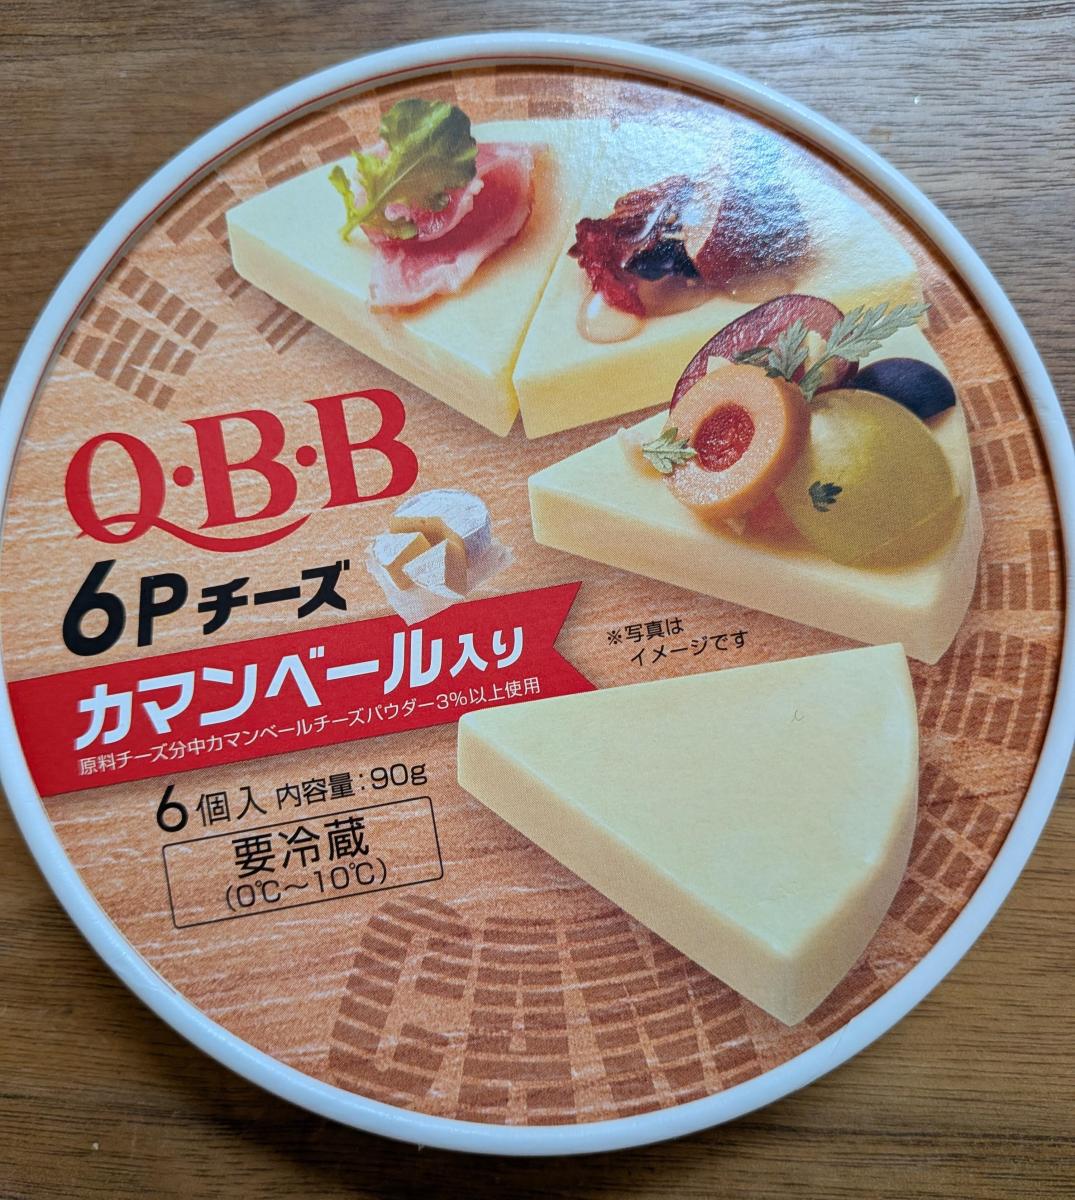 Q・B・B
6Pチーズ
カマンベール入り
原料チーズ分中カマンベールチーズパウダー3%以上使用
※写真は
イメージです
6個入 内容量:90g
要冷蔵
(0℃〜10℃)